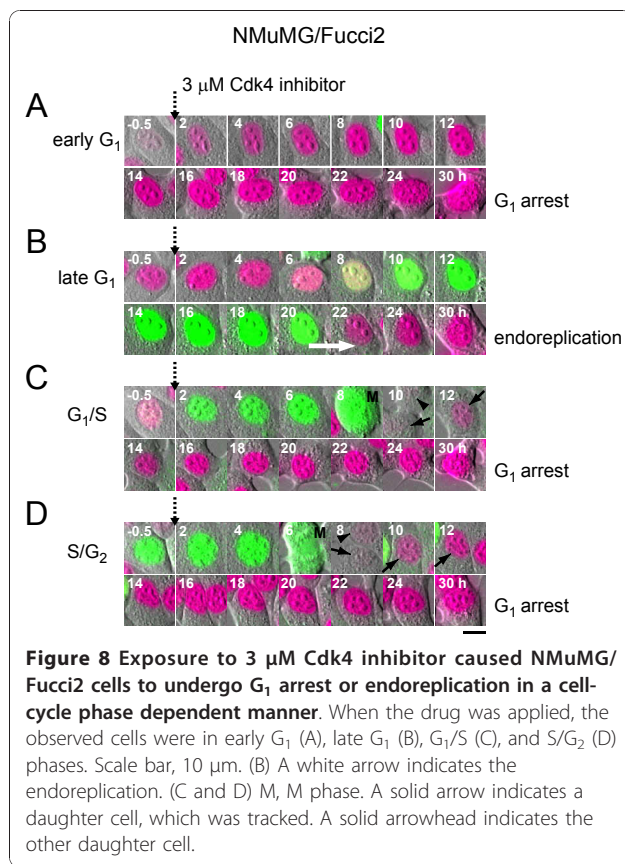 NMuMG/Fucci2
3 μM Cdk4 inhibitor
A
early G1
-0.5 2 4 6 8 10 12
14 16 18 20 22 24 30 h
G1 arrest
B
late G1
-0.5 2 4 6 8 10 12
14 16 18 20 22 24 30 h
endoreplication
C
G1/S
-0.5 2 4 6 8 M 10 12
14 16 18 20 22 24 30 h
G1 arrest
D
S/G2
-0.5 2 4 6 M 8 10 12
14 16 18 20 22 24 30 h
G1 arrest
Figure 8 Exposure to 3 μM Cdk4 inhibitor caused NMuMG/
Fucci2 cells to undergo G1 arrest or endoreplication in a cell-
cycle phase dependent manner. When the drug was applied, the
observed cells were in early G1 (A), late G1 (B), G1/S (C), and S/G2 (D)
phases. Scale bar, 10 μm. (B) A white arrow indicates the
endoreplication. (C and D) M, M phase. A solid arrow indicates a
daughter cell, which was tracked. A solid arrowhead indicates the
other daughter cell.